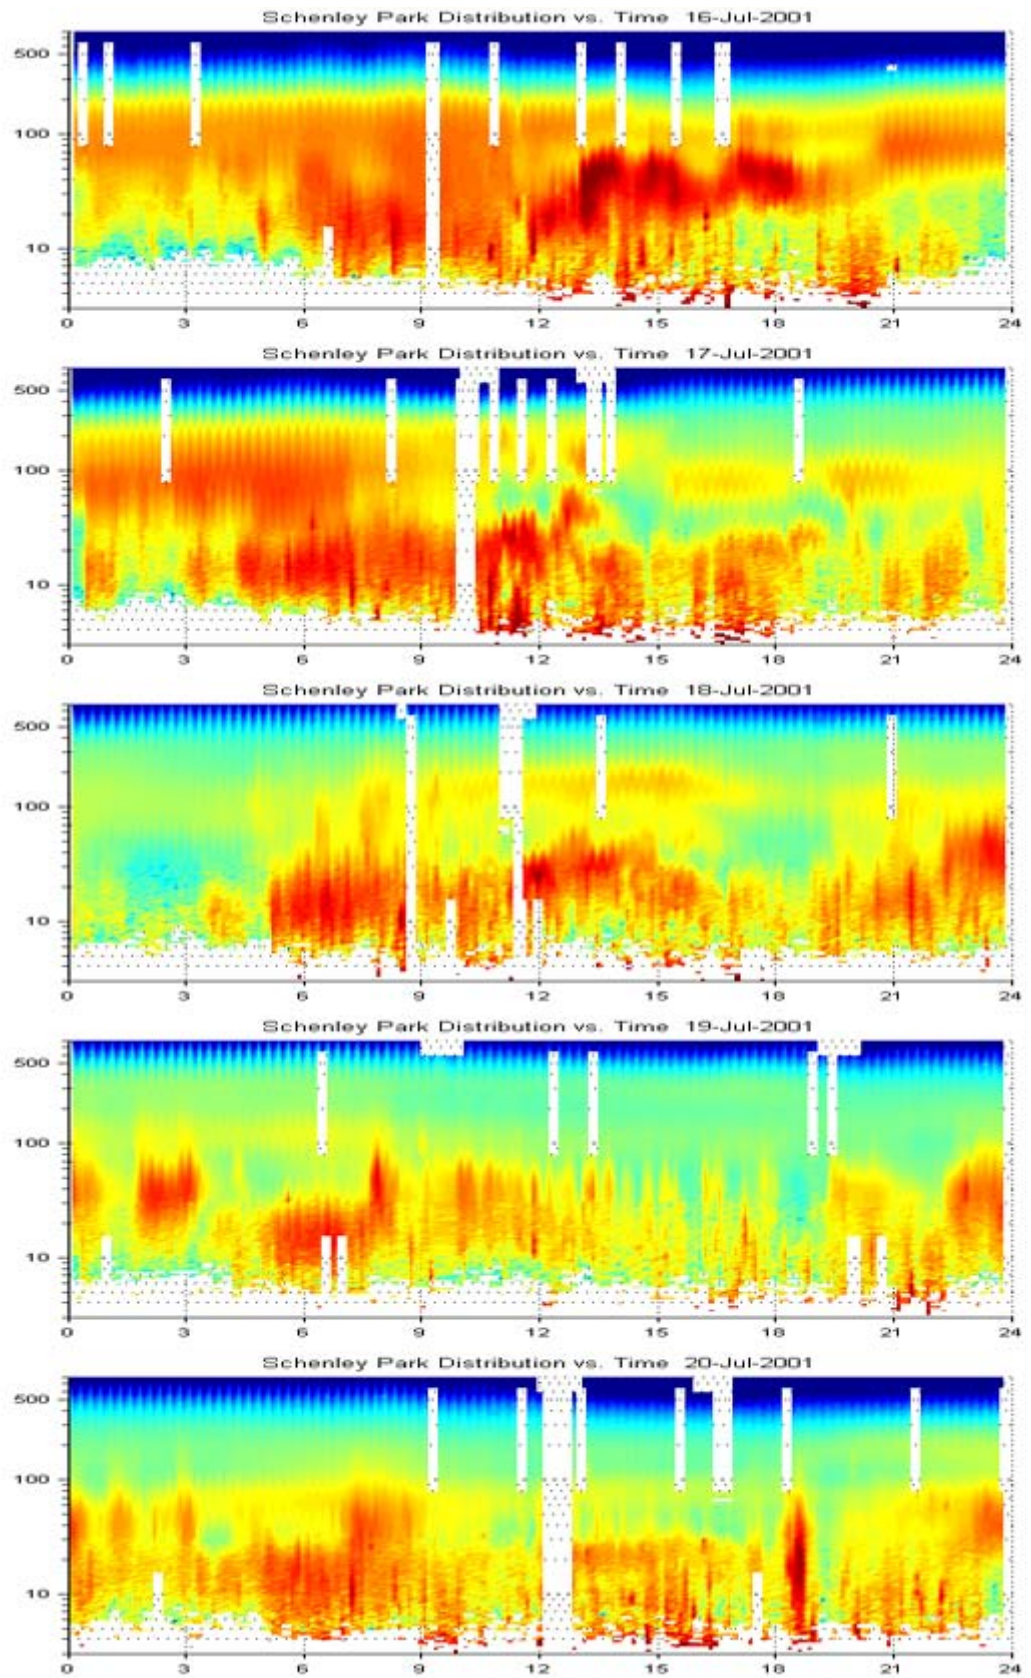 Schenley Park Distribution vs. Time 16-Jul-2001
500
100
10
0 3 6 9 12 15 18 21 24
Schenley Park Distribution vs. Time 17-Jul-2001
500
100
10
0 3 6 9 12 15 18 21 24
Schenley Park Distribution vs. Time 18-Jul-2001
500
100
10
0 3 6 9 12 15 18 21 24
Schenley Park Distribution vs. Time 19-Jul-2001
500
100
10
0 3 6 9 12 15 18 21 24
Schenley Park Distribution vs. Time 20-Jul-2001
500
100
10
0 3 6 9 12 15 18 21 24